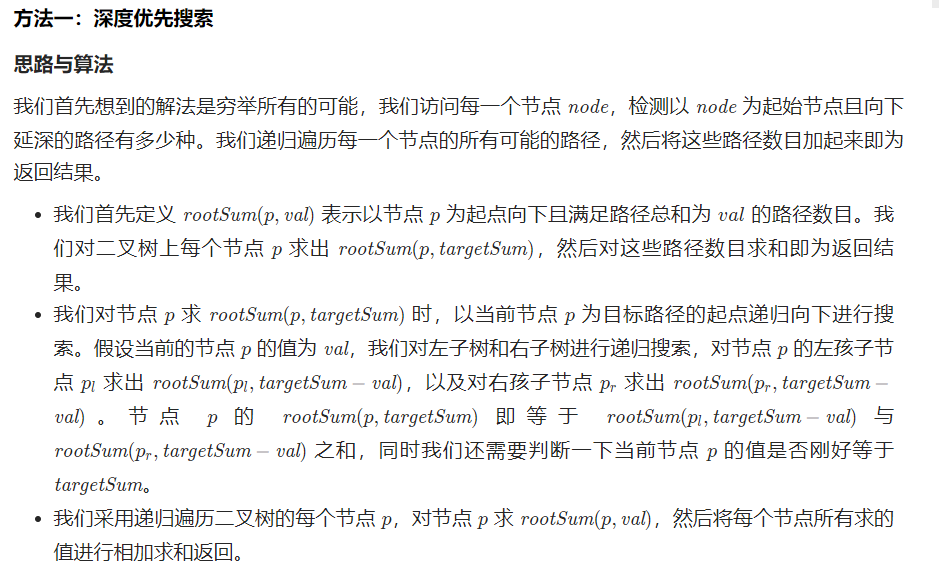 方法一：深度优先搜索
思路与算法
我们首先想到的解法是穷举所有的可能，我们访问每一个节点 node，检测以 node 为起始节点且向下
延深的路径有多少种。我们递归遍历每一个节点的所有可能的路径，然后将这些路径数目加起来即为
返回结果。
• 我们首先定义 rootSum(p, val) 表示以节点 p 为起点向下且满足路径总和为 val 的路径数目。我
们对二叉树上每个节点 p 求出 rootSum(p, targetSum)，然后对这些路径数目求和即为返回结
果。
• 我们对节点 p 求 rootSum(p, targetSum) 时，以当前节点 p 为目标路径的起点递归向下进行搜
索。假设当前的节点 p 的值为 val，我们对左子树和右子树进行递归搜索，对节点 p 的左孩子节
点 pₗ 求出 rootSum(pₗ, targetSum − val)，以及对右孩子节点 pᵣ 求出 rootSum(pᵣ, targetSum −
val) 。节点 p 的 rootSum(p, targetSum) 即等于 rootSum(pₗ, targetSum − val) 与
rootSum(pᵣ, targetSum − val) 之和，同时我们还需要判断一下当前节点 p 的值是否刚好等于
targetSum。
• 我们采用递归遍历二叉树的每个节点 p，对节点 p 求 rootSum(p, val)，然后将每个节点所有求的
值进行相加求和返回。